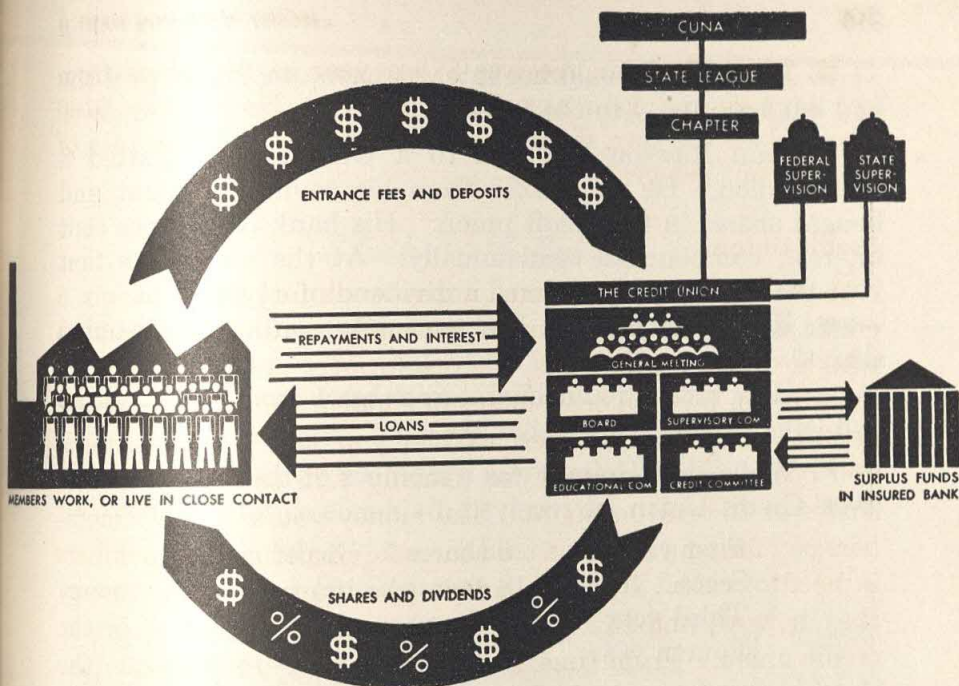 CUNA
STATE LEAGUE
CHAPTER
FEDERAL
SUPER-
VISION
STATE
SUPER-
VISION
$ $ $ $ $ $ $ $
ENTRANCE FEES AND DEPOSITS
THE CREDIT UNION
GENERAL MEETING
REPAYMENTS AND INTEREST
LOANS
BOARD
SUPERVISORY COM
EDUCATIONAL COM.
CREDIT COMMITTEE
MEMBERS WORK, OR LIVE IN CLOSE CONTACT
SURPLUS FUNDS
IN INSURED BANK
SHARES AND DIVIDENDS
$ % $ % $ % $